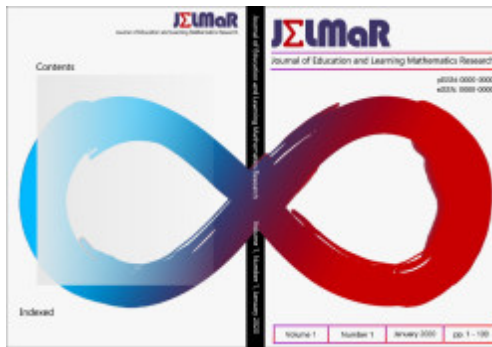 JΣLMaR
Journal of Education and Learning Mathematics Research
Contents
Indexed
Journal of Education and Learning Mathematics Research Volume 1, Number 1, January 2020
JΣLMaR
Journal of Education and Learning Mathematics Research
pISSN: 0000-0000
eISSN: 0000-0000
Volume 1 Number 1 January 2020 pp. 1 - 100